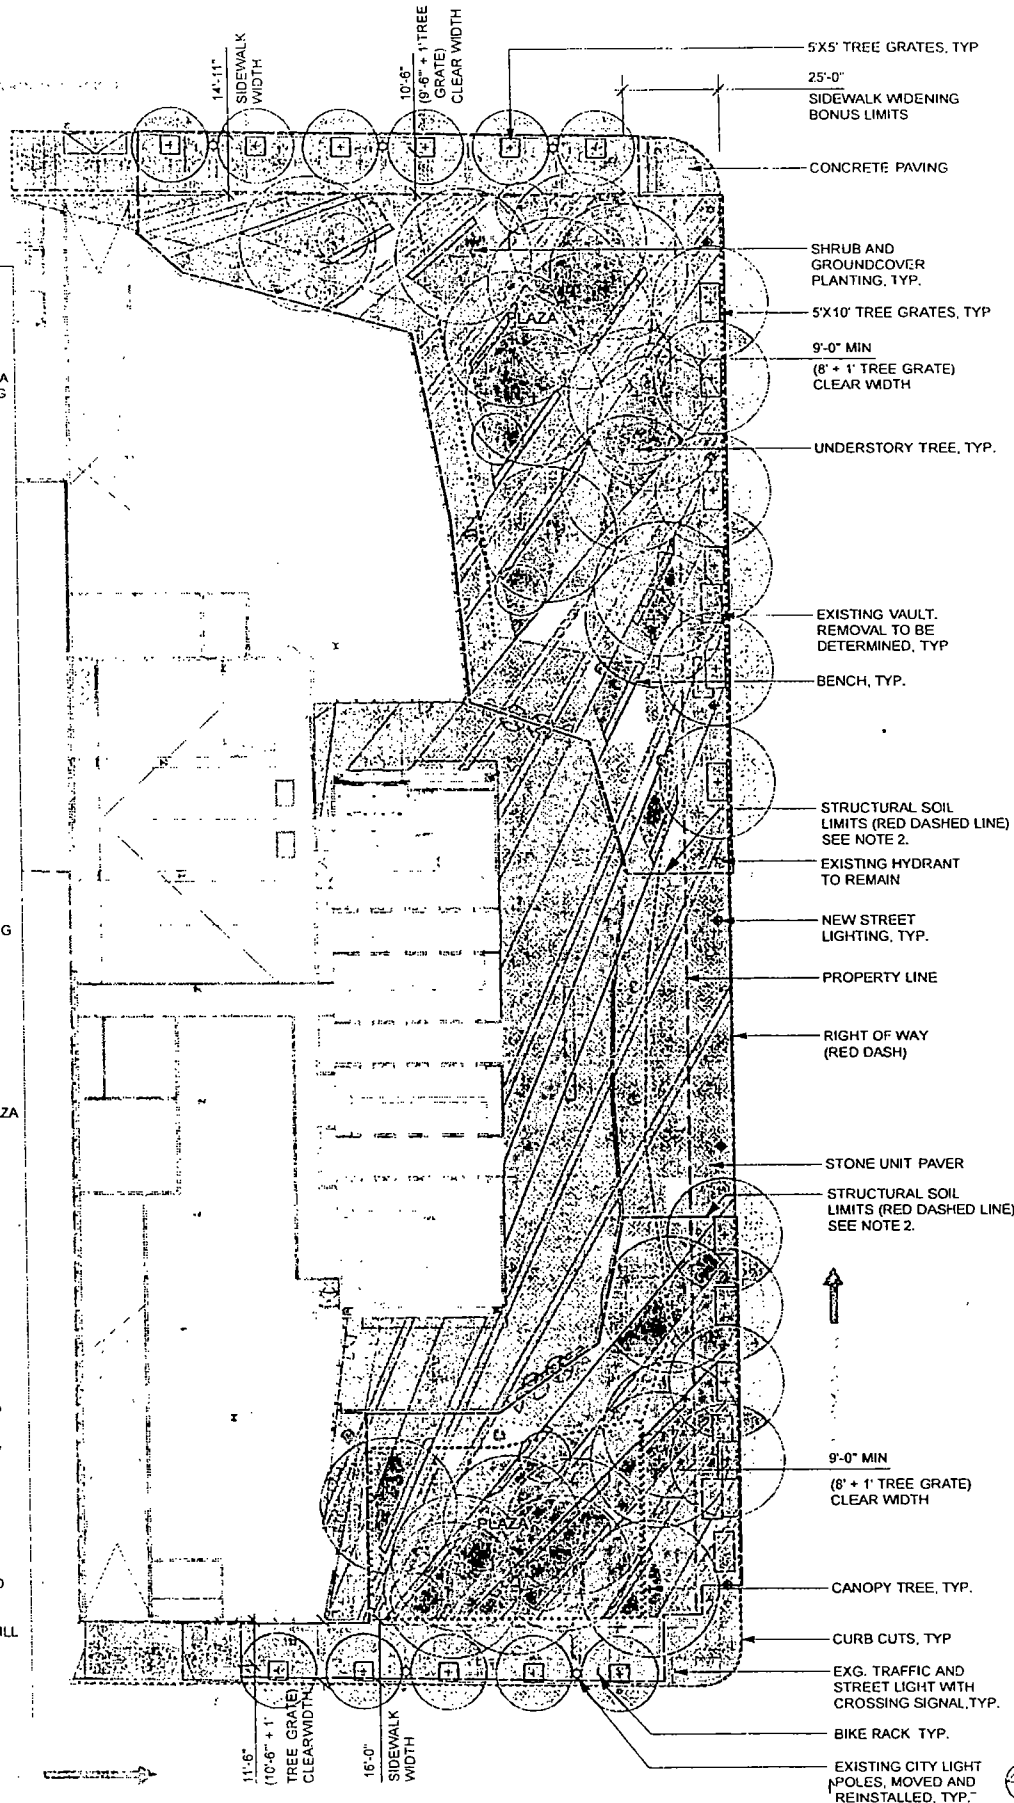 14'-11"
SIDEWALK
WIDTH
10'-6"
(9'-6" + 1' TREE
GRATE)
CLEAR WIDTH
5'X5' TREE GRATES, TYP
25'-0"
SIDEWALK WIDENING
BONUS LIMITS
CONCRETE PAVING
SHRUB AND
GROUNDCOVER
PLANTING, TYP.
PLAZA
5'X10' TREE GRATES, TYP
9'-0" MIN
(8' + 1' TREE GRATE)
CLEAR WIDTH
A
G
UNDERSTORY TREE, TYP.
EXISTING VAULT.
REMOVAL TO BE
DETERMINED, TYP
BENCH, TYP.
STRUCTURAL SOIL
LIMITS (RED DASHED LINE)
SEE NOTE 2.
EXISTING HYDRANT
TO REMAIN
G
NEW STREET
LIGHTING, TYP.
PROPERTY LINE
RIGHT OF WAY
(RED DASH)
ZA
STONE UNIT PAVER
STRUCTURAL SOIL
LIMITS (RED DASHED LINE)
SEE NOTE 2.
9'-0" MIN
(8' + 1' TREE GRATE)
CLEAR WIDTH
PLAZA
CANOPY TREE, TYP.
ILL
CURB CUTS, TYP
EXG. TRAFFIC AND
STREET LIGHT WITH
CROSSING SIGNAL, TYP.
BIKE RACK TYP.
EXISTING CITY LIGHT
POLES, MOVED AND
REINSTALLED, TYP.
11'-6"
(10'-6" + 1'
TREE GRATE)
CLEARWIDTH
16'-0"
SIDEWALK
WIDTH